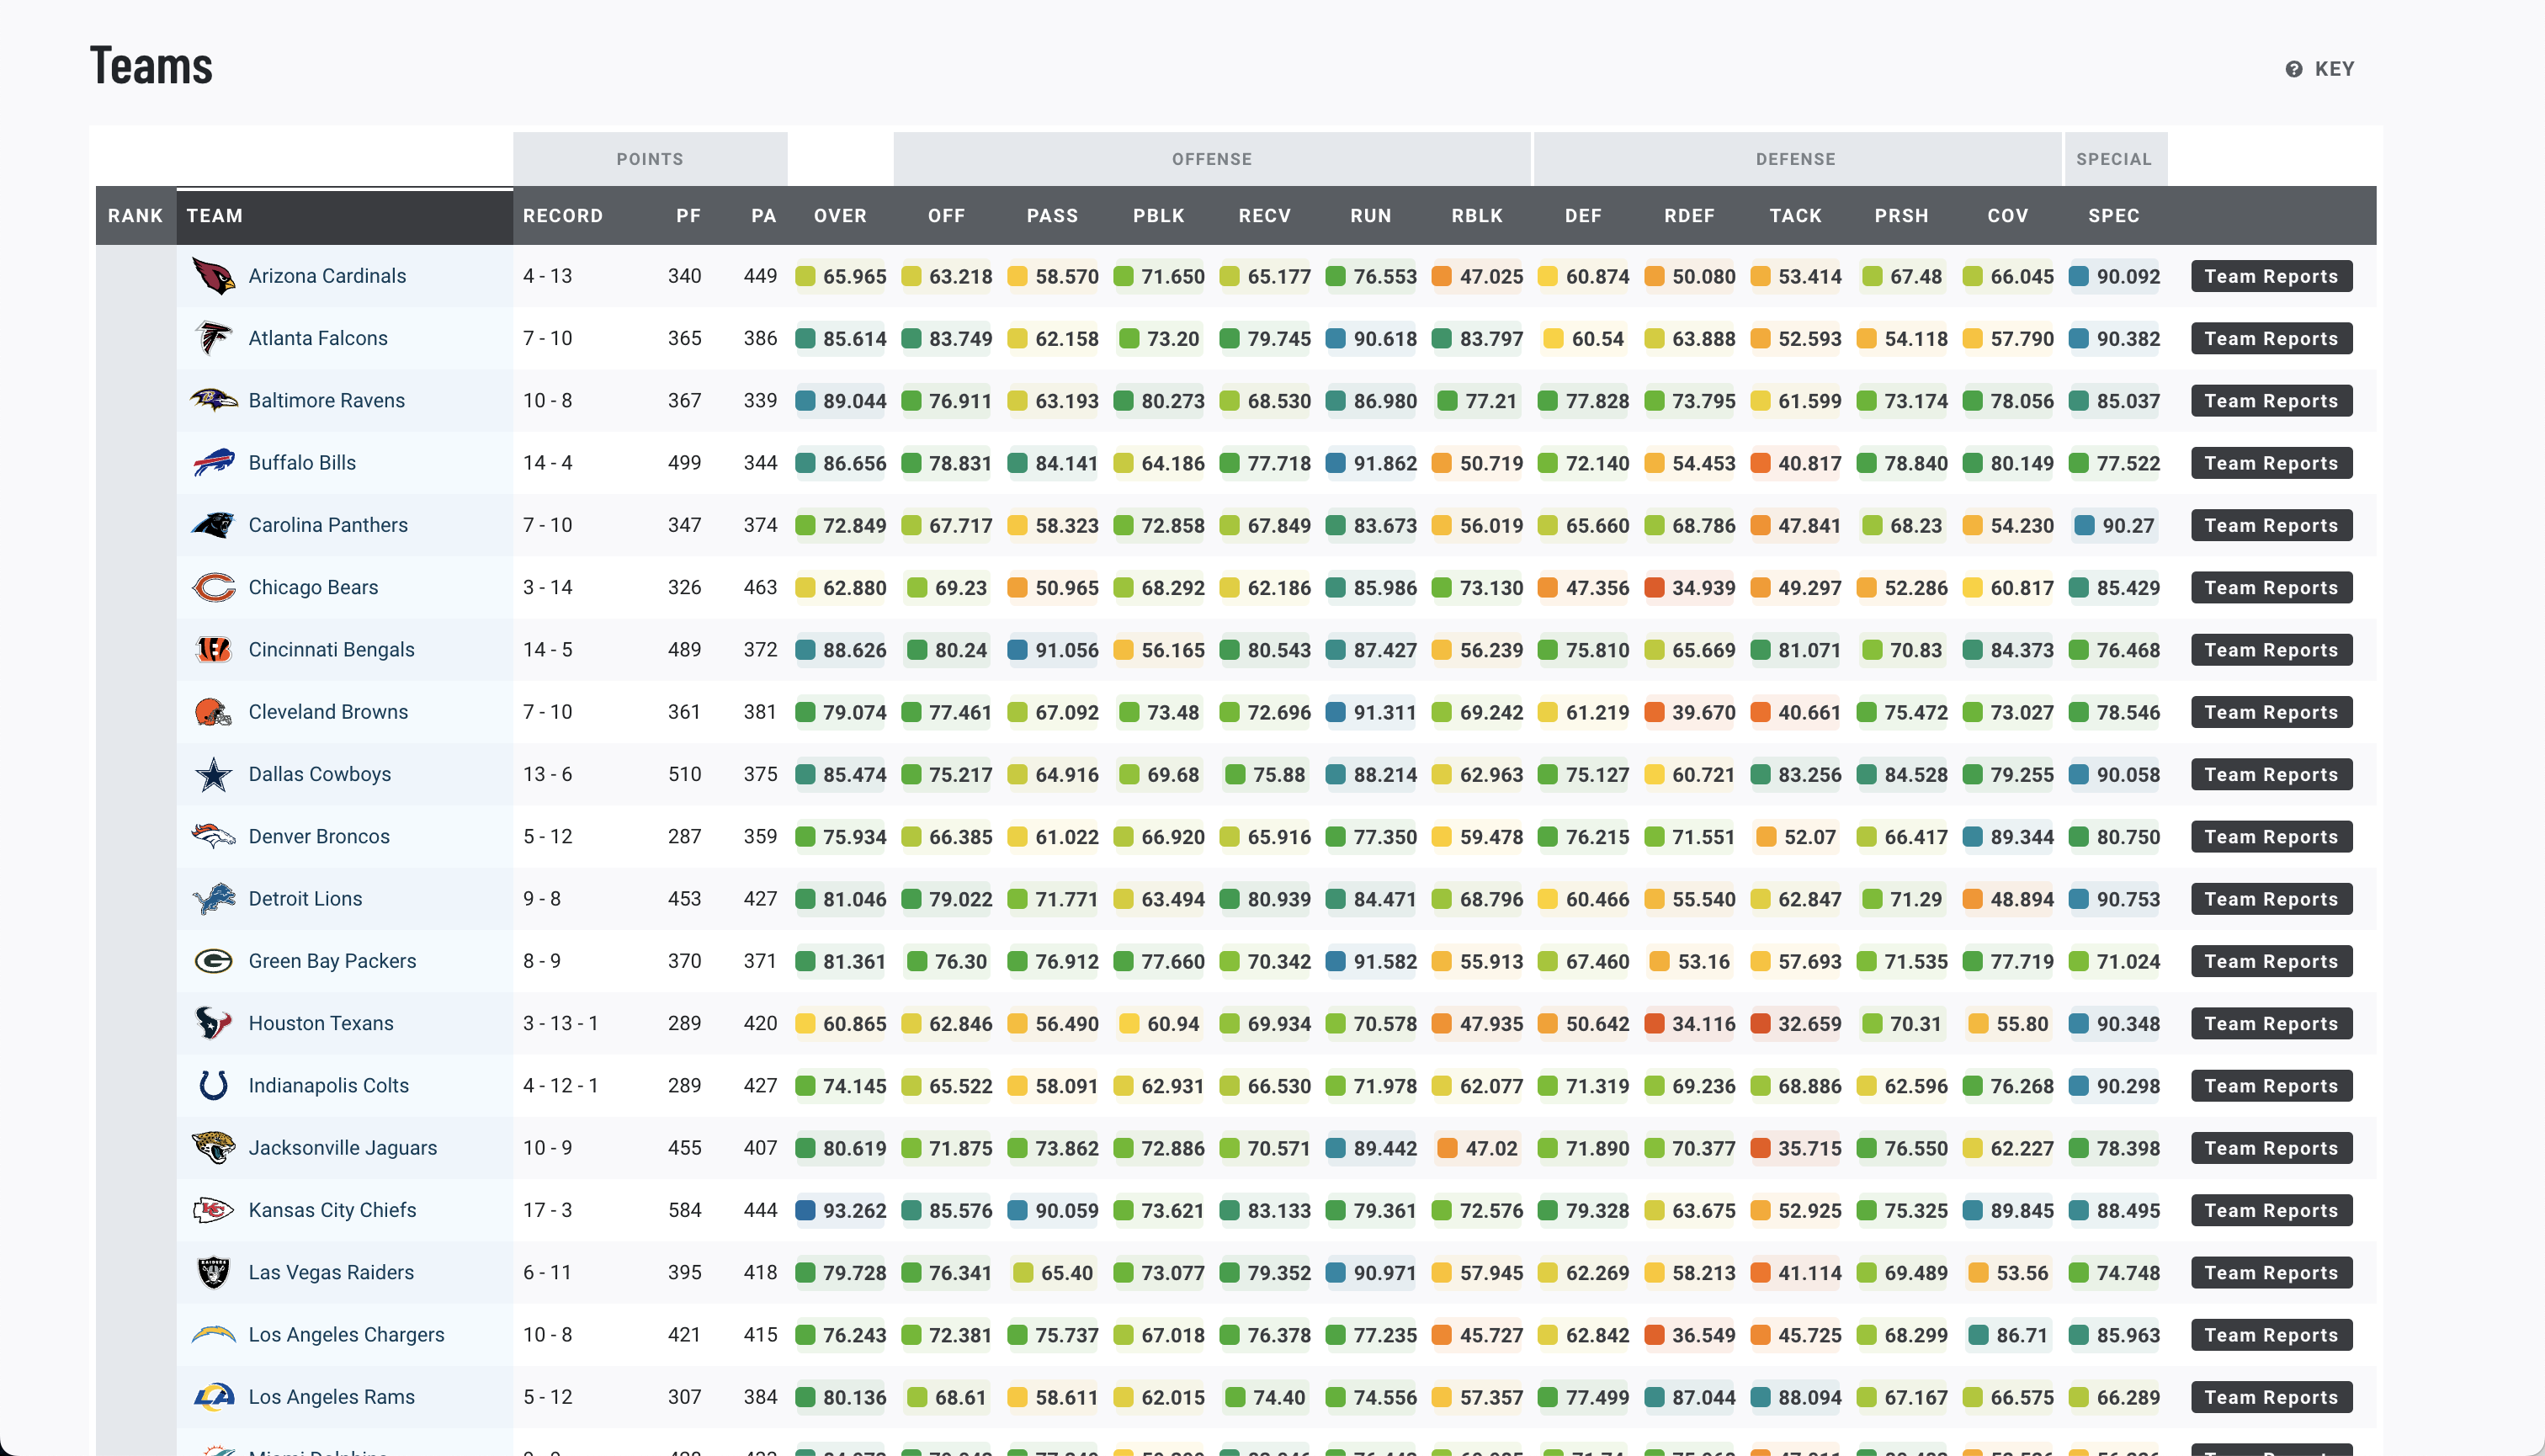 Teams
KEY
POINTS OFFENSE DEFENSE SPECIAL
RANK TEAM RECORD PF PA OVER OFF PASS PBLK RECV RUN RBLK DEF RDEF TACK PRSH COV SPEC
Arizona Cardinals 4 - 13 340 449 65.965 63.218 58.570 71.650 65.177 76.553 47.025 60.874 50.080 53.414 67.48 66.045 90.092 Team Reports
Atlanta Falcons 7 - 10 365 386 85.614 83.749 62.158 73.20 79.745 90.618 83.797 60.54 63.888 52.593 54.118 57.790 90.382 Team Reports
Baltimore Ravens 10 - 8 367 339 89.044 76.911 63.193 80.273 68.530 86.980 77.21 77.828 73.795 61.599 73.174 78.056 85.037 Team Reports
Buffalo Bills 14 - 4 499 344 86.656 78.831 84.141 64.186 77.718 91.862 50.719 72.140 54.453 40.817 78.840 80.149 77.522 Team Reports
Carolina Panthers 7 - 10 347 374 72.849 67.717 58.323 72.858 67.849 83.673 56.019 65.660 68.786 47.841 68.23 54.230 90.27 Team Reports
Chicago Bears 3 - 14 326 463 62.880 69.23 50.965 68.292 62.186 85.986 73.130 47.356 34.939 49.297 52.286 60.817 85.429 Team Reports
Cincinnati Bengals 14 - 5 489 372 88.626 80.24 91.056 56.165 80.543 87.427 56.239 75.810 65.669 81.071 70.83 84.373 76.468 Team Reports
Cleveland Browns 7 - 10 361 381 79.074 77.461 67.092 73.48 72.696 91.311 69.242 61.219 39.670 40.661 75.472 73.027 78.546 Team Reports
Dallas Cowboys 13 - 6 510 375 85.474 75.217 64.916 69.68 75.88 88.214 62.963 75.127 60.721 83.256 84.528 79.255 90.058 Team Reports
Denver Broncos 5 - 12 287 359 75.934 66.385 61.022 66.920 65.916 77.350 59.478 76.215 71.551 52.07 66.417 89.344 80.750 Team Reports
Detroit Lions 9 - 8 453 427 81.046 79.022 71.771 63.494 80.939 84.471 68.796 60.466 55.540 62.847 71.29 48.894 90.753 Team Reports
Green Bay Packers 8 - 9 370 371 81.361 76.30 76.912 77.660 70.342 91.582 55.913 67.460 53.16 57.693 71.535 77.719 71.024 Team Reports
Houston Texans 3 - 13 - 1 289 420 60.865 62.846 56.490 60.94 69.934 70.578 47.935 50.642 34.116 32.659 70.31 55.80 90.348 Team Reports
Indianapolis Colts 4 - 12 - 1 289 427 74.145 65.522 58.091 62.931 66.530 71.978 62.077 71.319 69.236 68.886 62.596 76.268 90.298 Team Reports
Jacksonville Jaguars 10 - 9 455 407 80.619 71.875 73.862 72.886 70.571 89.442 47.02 71.890 70.377 35.715 76.550 62.227 78.398 Team Reports
Kansas City Chiefs 17 - 3 584 444 93.262 85.576 90.059 73.621 83.133 79.361 72.576 79.328 63.675 52.925 75.325 89.845 88.495 Team Reports
Las Vegas Raiders 6 - 11 395 418 79.728 76.341 65.40 73.077 79.352 90.971 57.945 62.269 58.213 41.114 69.489 53.56 74.748 Team Reports
Los Angeles Chargers 10 - 8 421 415 76.243 72.381 75.737 67.018 76.378 77.235 45.727 62.842 36.549 45.725 68.299 86.71 85.963 Team Reports
Los Angeles Rams 5 - 12 307 384 80.136 68.61 58.611 62.015 74.40 74.556 57.357 77.499 87.044 88.094 67.167 66.575 66.289 Team Reports